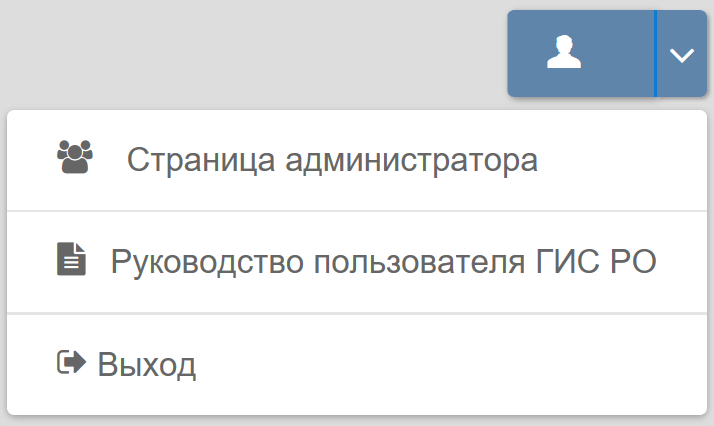 Страница администратора
Руководство пользователя ГИС РО
Выход